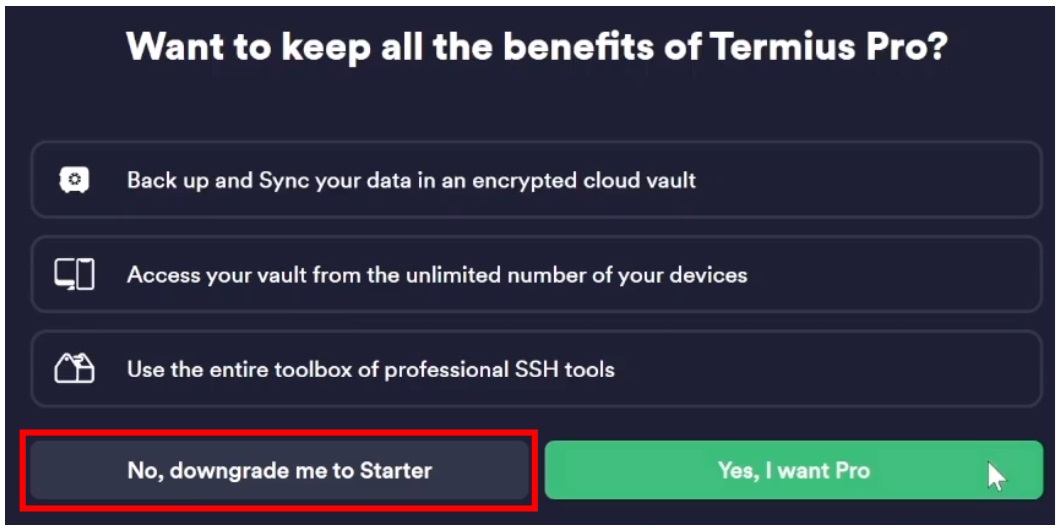 Want to keep all the benefits of Termius Pro?
Back up and Sync your data in an encrypted cloud vault
Access your vault from the unlimited number of your devices
Use the entire toolbox of professional SSH tools
No, downgrade me to Starter
Yes, I want Pro